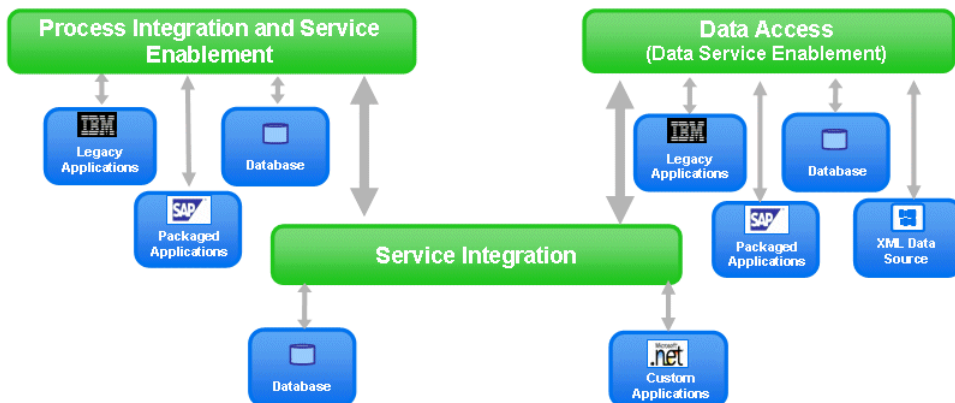 Process Integration and Service
Enablement
Data Access
(Data Service Enablement)
IBM
Legacy
Applications
Database
SAP
Packaged
Applications
IBM
Legacy
Applications
Database
SAP
Packaged
Applications
XML Data
Source
Service Integration
Database
Microsoft
.net
Custom
Applications